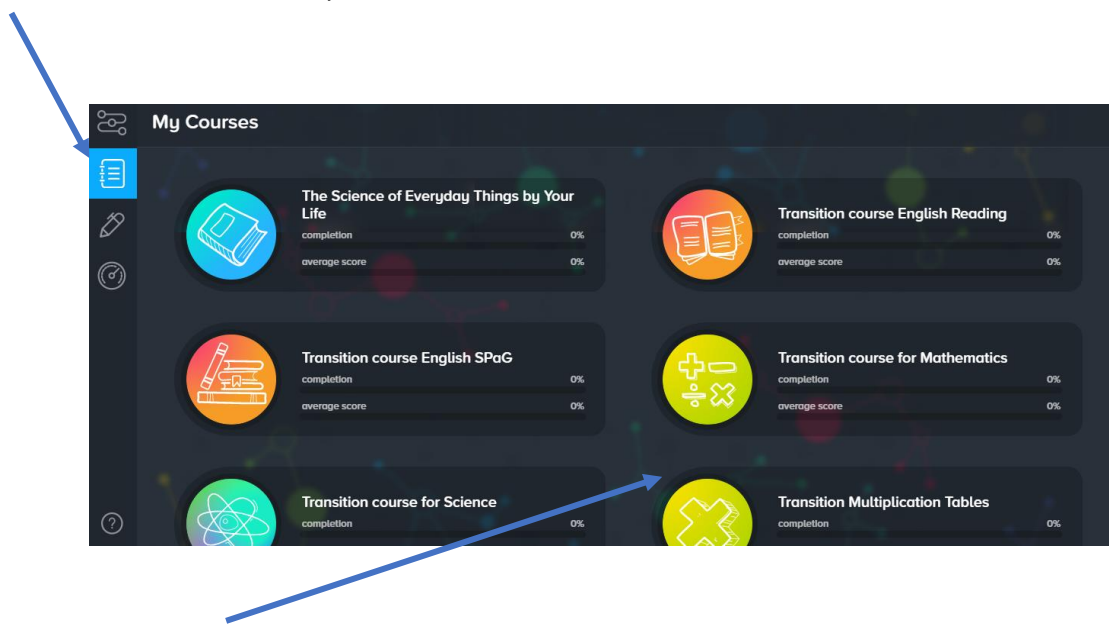 My Courses
The Science of Everyday Things by Your
Life
completion 0%
average score 0%
Transition course English Reading
completion 0%
average score 0%
Transition course English SPaG
completion 0%
average score 0%
Transition course for Mathematics
completion 0%
average score 0%
Transition course for Science
completion 0%
Transition Multiplication Tables
completion 0%
?